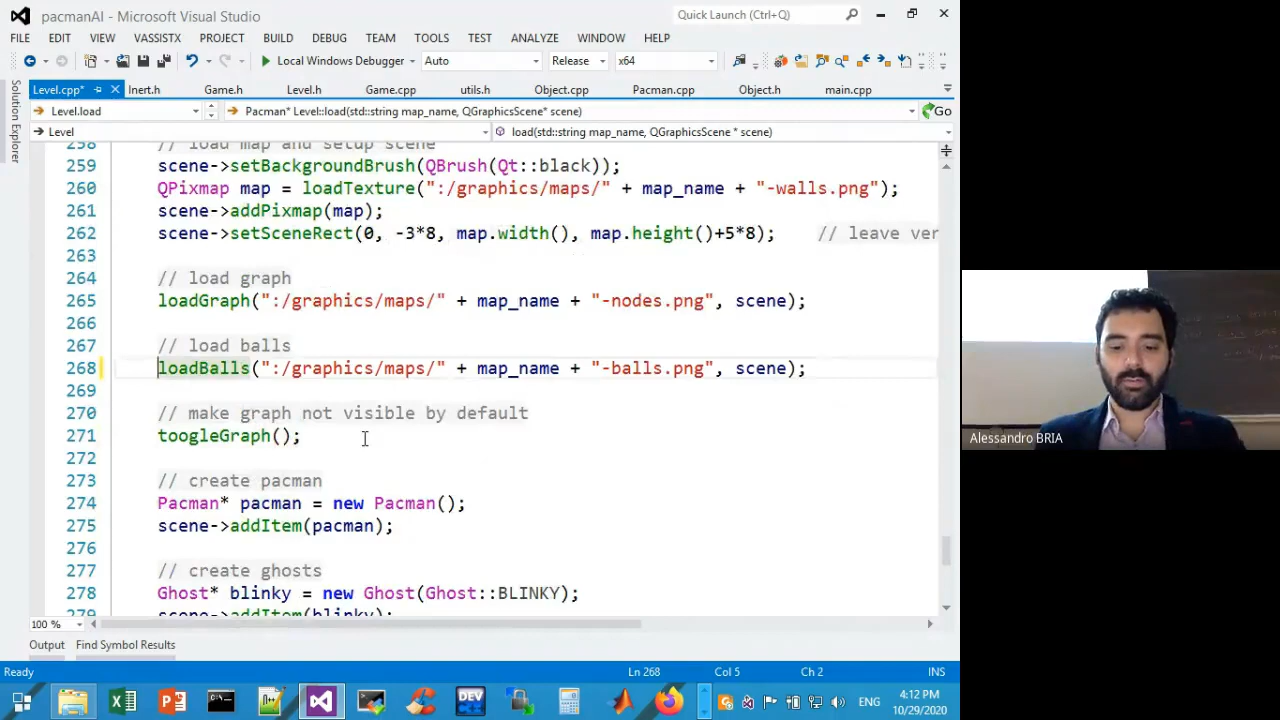 pacmanAI - Microsoft Visual Studio
Quick Launch (Ctrl+Q)
FILE EDIT VIEW VASSISTX PROJECT BUILD DEBUG TEAM TOOLS TEST ANALYZE WINDOW HELP
Local Windows Debugger Auto Release x64
Level.cpp* Inert.h Game.h Level.h Game.cpp utils.h Object.cpp Pacman.cpp Object.h main.cpp
Level.load Pacman* Level::load(std::string map_name, QGraphicsScene* scene) Go
Level load(std::string map_name, QGraphicsScene * scene)
Solution Explorer
258 // load map and setup scene
259 scene->setBackgroundBrush(QBrush(Qt::black));
260 QPixmap map = loadTexture(":/graphics/maps/" + map_name + "-walls.png");
261 scene->addPixmap(map);
262 scene->setSceneRect(0, -3*8, map.width(), map.height()+5*8); // leave ver
263
264 // load graph
265 loadGraph(":/graphics/maps/" + map_name + "-nodes.png", scene);
266
267 // load balls
268 loadBalls(":/graphics/maps/" + map_name + "-balls.png", scene);
269
270 // make graph not visible by default
271 toogleGraph();
272
273 // create pacman
274 Pacman* pacman = new Pacman();
275 scene->addItem(pacman);
276
277 // create ghosts
278 Ghost* blinky = new Ghost(Ghost::BLINKY);
279 scene->addItem(blinky);
100 %
Output Find Symbol Results
Ready Ln 268 Col 5 Ch 2 INS
DEV
ENG
4:12 PM
10/29/2020
Alessandro BRIA